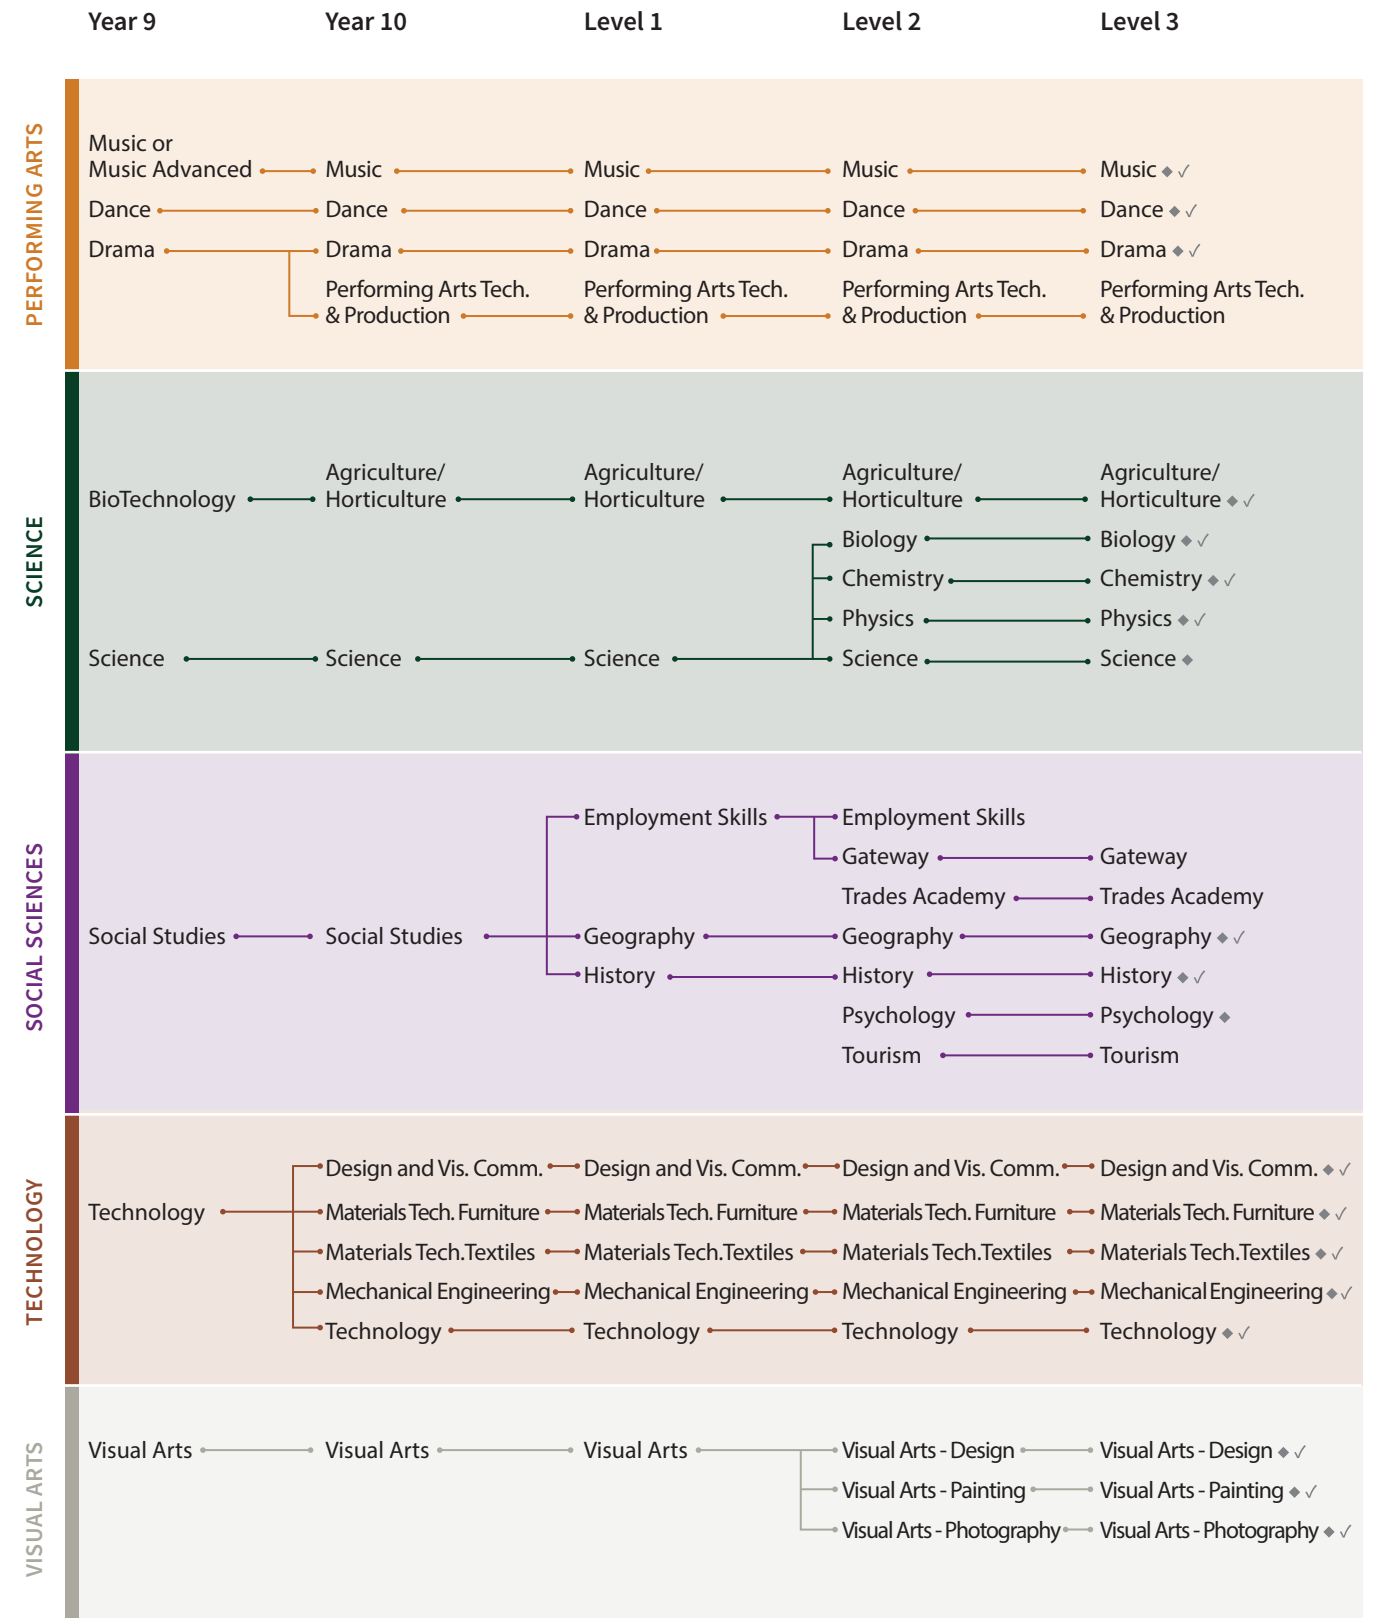 Year 9 Year 10 Level 1 Level 2 Level 3
PERFORMING ARTS
Music or
Music Advanced Music Music Music Music ◆ ✓
Dance Dance Dance Dance Dance ◆ ✓
Drama Drama Drama Drama Drama ◆ ✓
Performing Arts Tech. Performing Arts Tech. Performing Arts Tech. Performing Arts Tech.
& Production & Production & Production & Production
SCIENCE
Agriculture/ Agriculture/ Agriculture/ Agriculture/
BioTechnology Horticulture Horticulture Horticulture Horticulture ◆ ✓
Biology Biology ◆ ✓
Chemistry Chemistry ◆ ✓
Physics Physics ◆ ✓
Science Science Science Science Science ◆
SOCIAL SCIENCES
Employment Skills Employment Skills
Gateway Gateway
Trades Academy Trades Academy
Social Studies Social Studies Geography Geography Geography ◆ ✓
History History History ◆ ✓
Psychology Psychology ◆
Tourism Tourism
TECHNOLOGY
Design and Vis. Comm. Design and Vis. Comm. Design and Vis. Comm. Design and Vis. Comm. ◆ ✓
Technology Materials Tech. Furniture Materials Tech. Furniture Materials Tech. Furniture Materials Tech. Furniture ◆ ✓
Materials Tech.Textiles Materials Tech.Textiles Materials Tech.Textiles Materials Tech.Textiles ◆ ✓
Mechanical Engineering Mechanical Engineering Mechanical Engineering Mechanical Engineering ◆ ✓
Technology Technology Technology Technology ◆ ✓
VISUAL ARTS
Visual Arts Visual Arts Visual Arts Visual Arts - Design Visual Arts - Design ◆ ✓
Visual Arts - Painting Visual Arts - Painting ◆ ✓
Visual Arts - Photography Visual Arts - Photography ◆ ✓